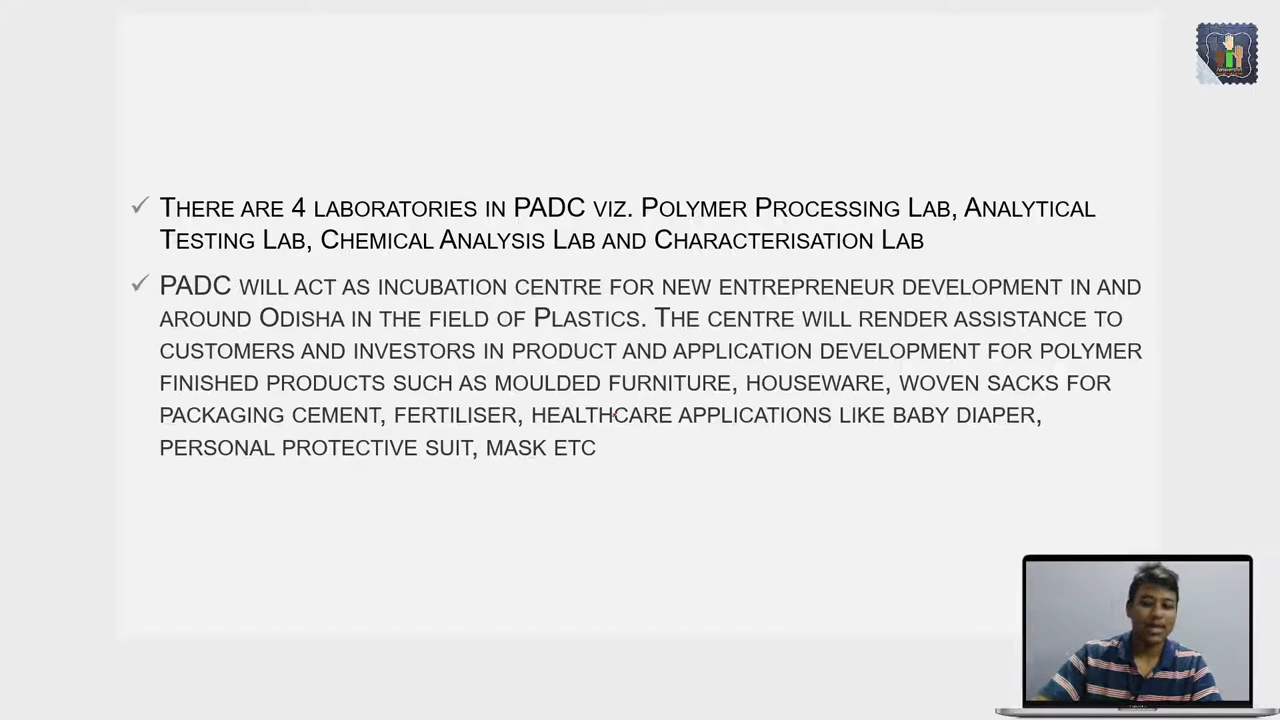 ✓ There are 4 laboratories in PADC viz. Polymer Processing Lab, Analytical
Testing Lab, Chemical Analysis Lab and Characterisation Lab
✓ PADC will act as incubation centre for new entrepreneur development in and
around Odisha in the field of Plastics. The centre will render assistance to
customers and investors in product and application development for polymer
finished products such as moulded furniture, houseware, woven sacks for
packaging cement, fertiliser, healthcare applications like baby diaper,
personal protective suit, mask etc